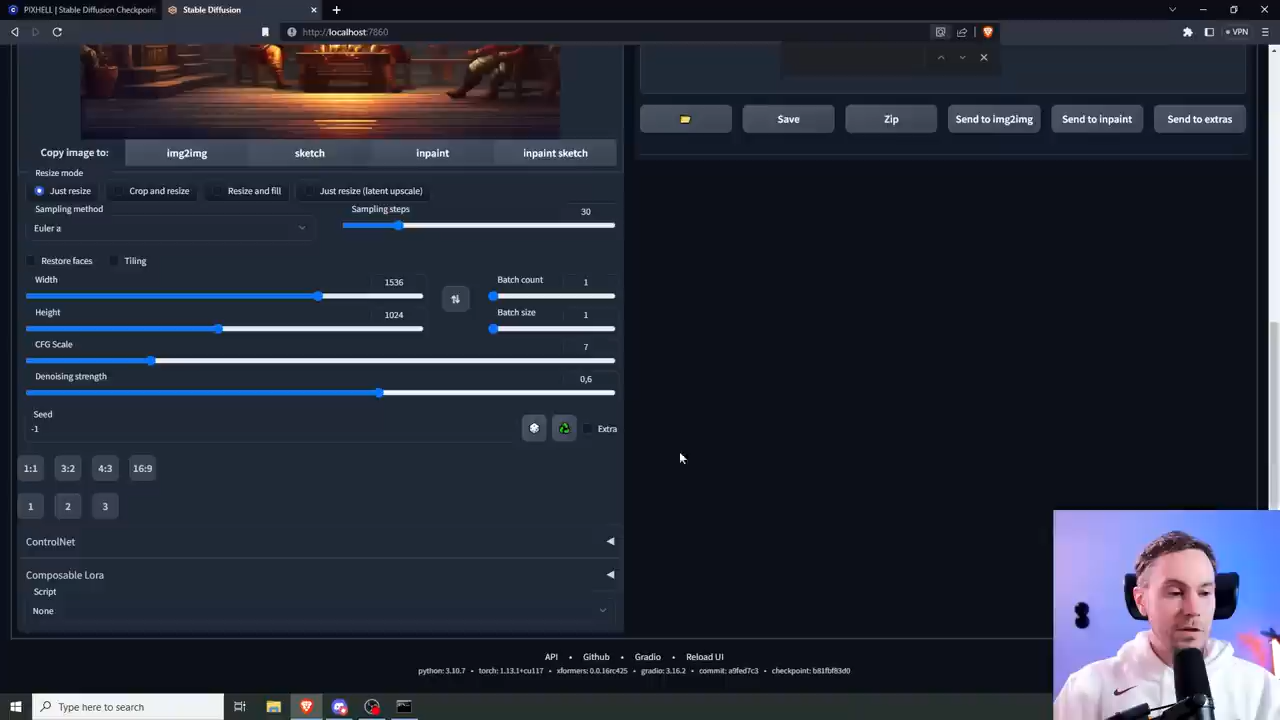 PIXHELL | Stable Diffusion Checkpoin
Stable Diffusion
http://localhost:7860
VPN
Save
Zip
Send to img2img
Send to inpaint
Send to extras
Copy image to:
img2img
sketch
inpaint
inpaint sketch
Resize mode
Just resize
Crop and resize
Resize and fill
Just resize (latent upscale)
Sampling method
Sampling steps
30
Euler a
Restore faces
Tiling
Width
1536
Batch count
1
Height
1024
Batch size
1
CFG Scale
7
Denoising strength
0,6
Seed
-1
Extra
1:1
3:2
4:3
16:9
1
2
3
ControlNet
Composable Lora
Script
None
API • Github • Gradio • Reload UI
python: 3.10.7 • torch: 1.13.1+cu117 • xformers: 0.0.16rc425 • gradio: 3.16.2 • commit: a9fed7c3 • checkpoint: b81fbf83d0
Type here to search